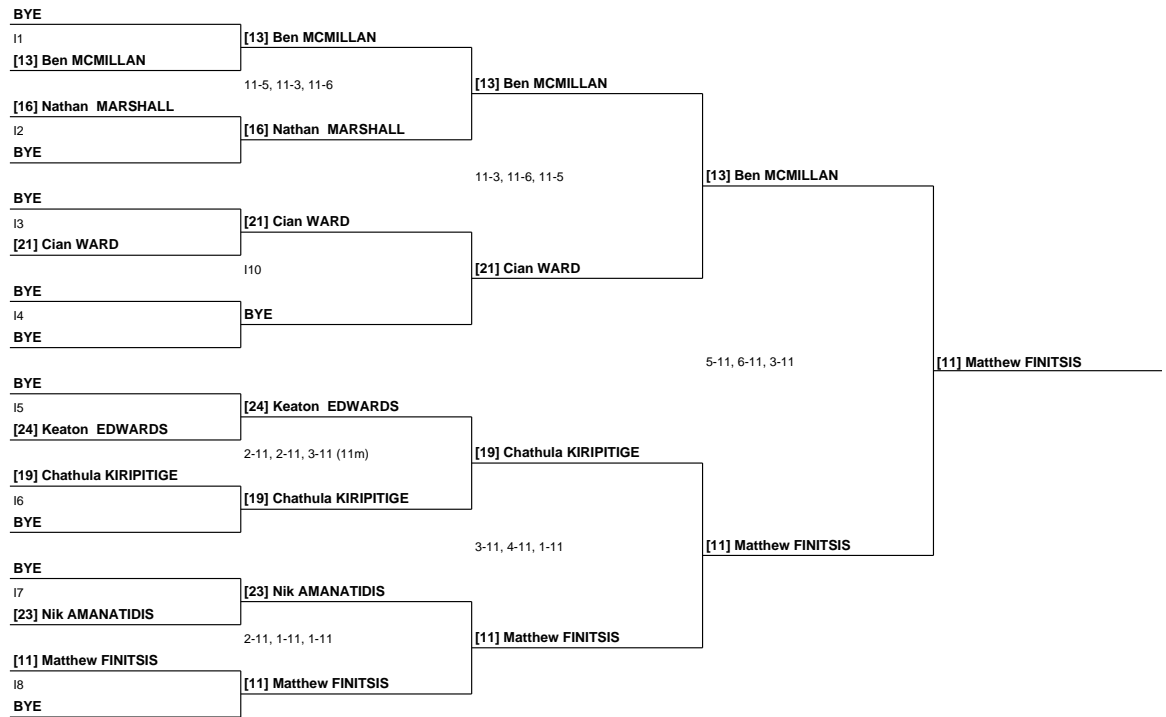 BYE
I1
[13] Ben MCMILLAN
[13] Ben MCMILLAN
11-5, 11-3, 11-6
[13] Ben MCMILLAN
[16] Nathan MARSHALL
I2
[16] Nathan MARSHALL
BYE
11-3, 11-6, 11-5
[13] Ben MCMILLAN
BYE
I3
[21] Cian WARD
[21] Cian WARD
I10
[21] Cian WARD
BYE
I4
BYE
BYE
5-11, 6-11, 3-11
[11] Matthew FINITSIS
BYE
I5
[24] Keaton EDWARDS
[24] Keaton EDWARDS
2-11, 2-11, 3-11 (11m)
[19] Chathula KIRIPITIGE
[19] Chathula KIRIPITIGE
I6
[19] Chathula KIRIPITIGE
BYE
3-11, 4-11, 1-11
[11] Matthew FINITSIS
BYE
I7
[23] Nik AMANATIDIS
[23] Nik AMANATIDIS
2-11, 1-11, 1-11
[11] Matthew FINITSIS
[11] Matthew FINITSIS
I8
[11] Matthew FINITSIS
BYE